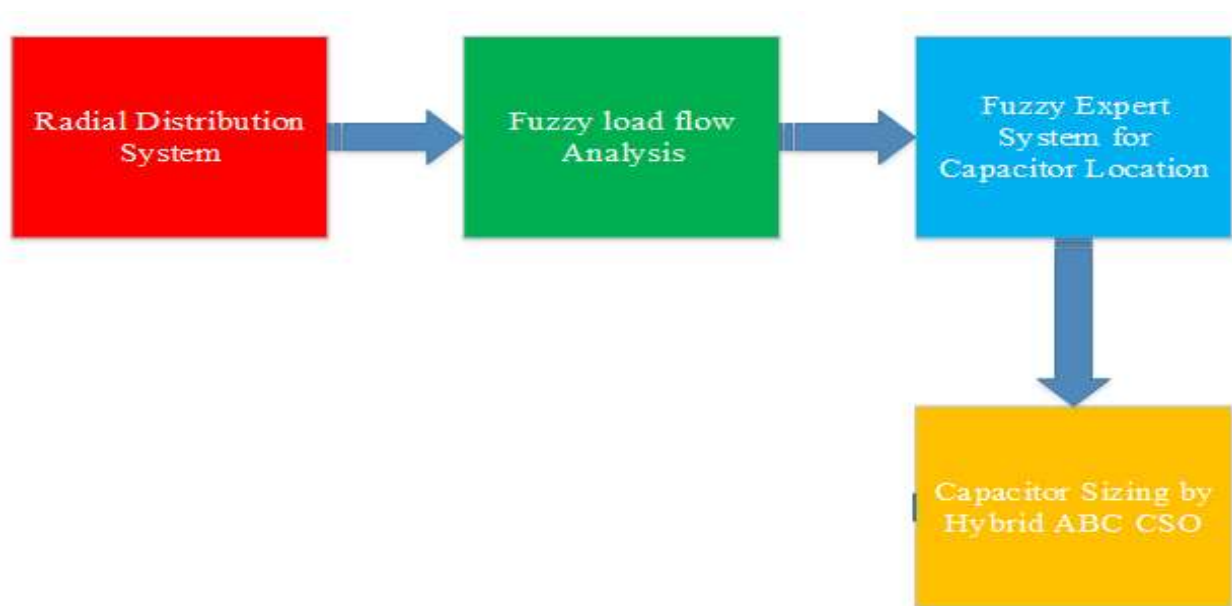 Radial Distribution
System
Fuzzy load flow
Analysis
Fuzzy Expert
System for
Capacitor Location
Capacitor Sizing by
Hybrid ABC CSO